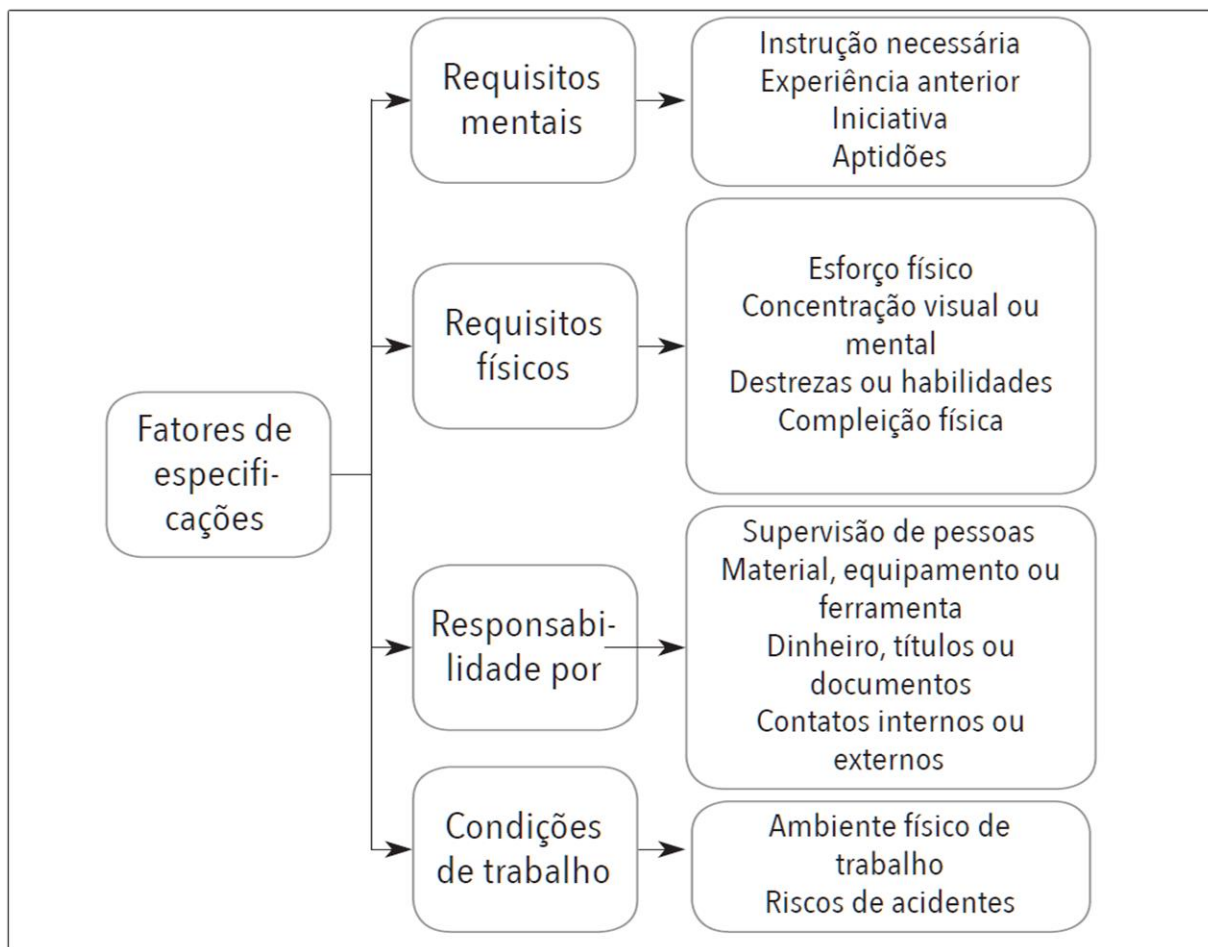 Fatores de
especifi-
cações
Requisitos
mentais
Instrução necessária
Experiência anterior
Iniciativa
Aptidões
Requisitos
físicos
Esforço físico
Concentração visual ou
mental
Destrezas ou habilidades
Compleição física
Responsabi-
lidade por
Supervisão de pessoas
Material, equipamento ou
ferramenta
Dinheiro, títulos ou
documentos
Contatos internos ou
externos
Condições
de trabalho
Ambiente físico de
trabalho
Riscos de acidentes